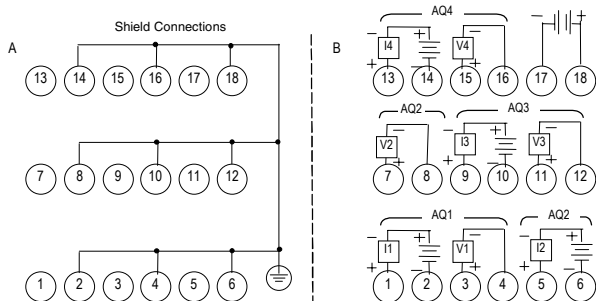 Shield Connections
A
13 14 15 16 17 18
7 8 9 10 11 12
1 2 3 4 5 6
B
AQ4
− + − − +
I4 V4
+ − +
13 14 15 16 17 18
AQ2 AQ3
− − + −
V2 I3 V3
+ + − +
7 8 9 10 11 12
AQ1 AQ2
− + − − +
I1 V1 I2
+ − + + −
1 2 3 4 5 6